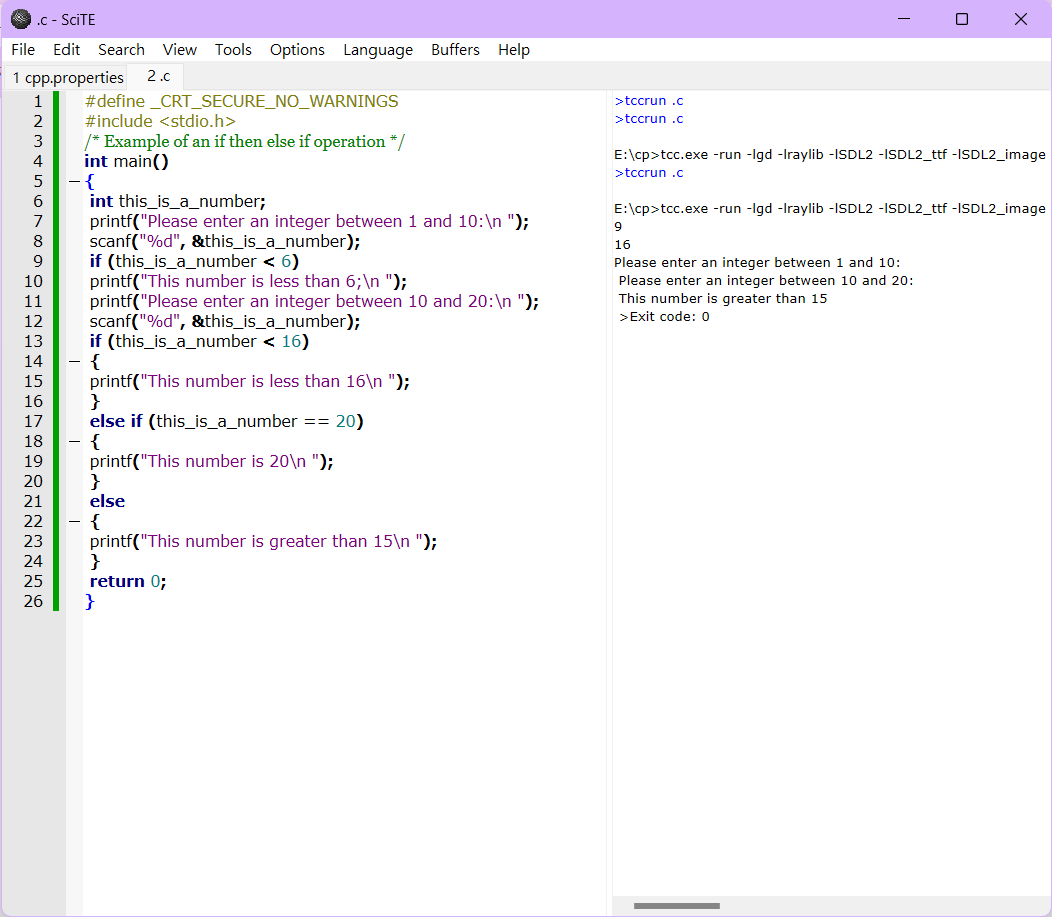 .c - SciTE
File Edit Search View Tools Options Language Buffers Help
1 cpp.properties 2 .c
1 #define _CRT_SECURE_NO_WARNINGS
2 #include <stdio.h>
3 /* Example of an if then else if operation */
4 int main()
5 {
6 int this_is_a_number;
7 printf("Please enter an integer between 1 and 10:\n ");
8 scanf("%d", &this_is_a_number);
9 if (this_is_a_number < 6)
10 printf("This number is less than 6;\n ");
11 printf("Please enter an integer between 10 and 20:\n ");
12 scanf("%d", &this_is_a_number);
13 if (this_is_a_number < 16)
14 {
15 printf("This number is less than 16\n ");
16 }
17 else if (this_is_a_number == 20)
18 {
19 printf("This number is 20\n ");
20 }
21 else
22 {
23 printf("This number is greater than 15\n ");
24 }
25 return 0;
26 }
>tccrun .c
>tccrun .c
E:\cp>tcc.exe -run -lgd -lraylib -lSDL2 -lSDL2_ttf -lSDL2_image
>tccrun .c
E:\cp>tcc.exe -run -lgd -lraylib -lSDL2 -lSDL2_ttf -lSDL2_image
9
16
Please enter an integer between 1 and 10:
Please enter an integer between 10 and 20:
This number is greater than 15
>Exit code: 0